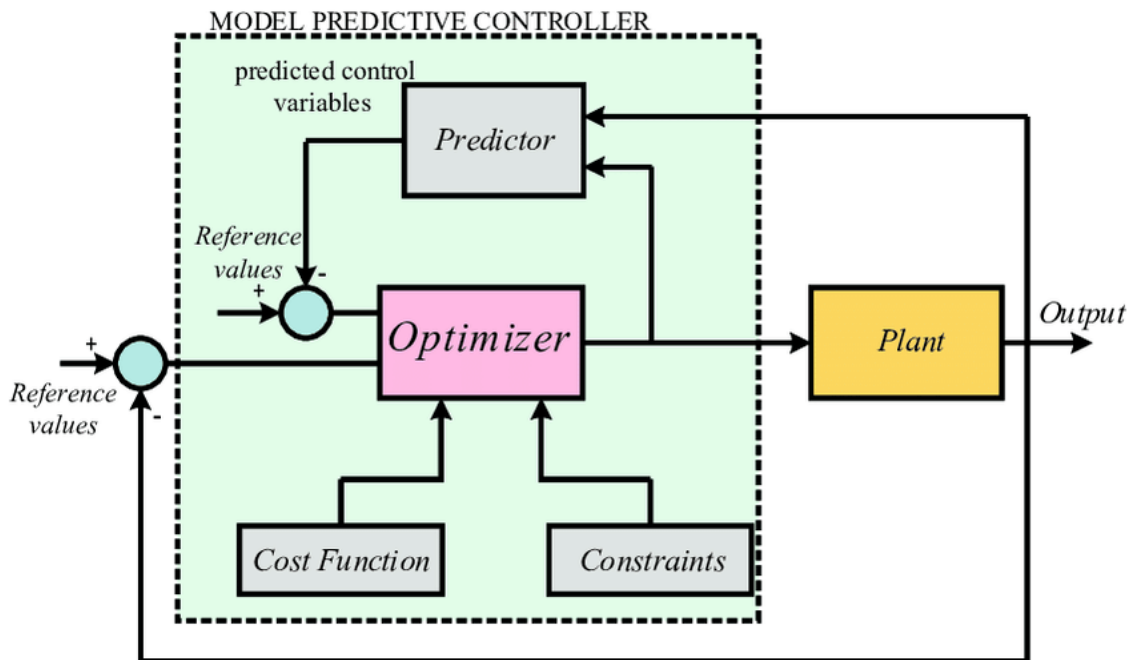 MODEL PREDICTIVE CONTROLLER
predicted control
variables
Predictor
Reference
values
-
+
Optimizer
Plant
Output
+
Reference
values
-
Cost Function
Constraints